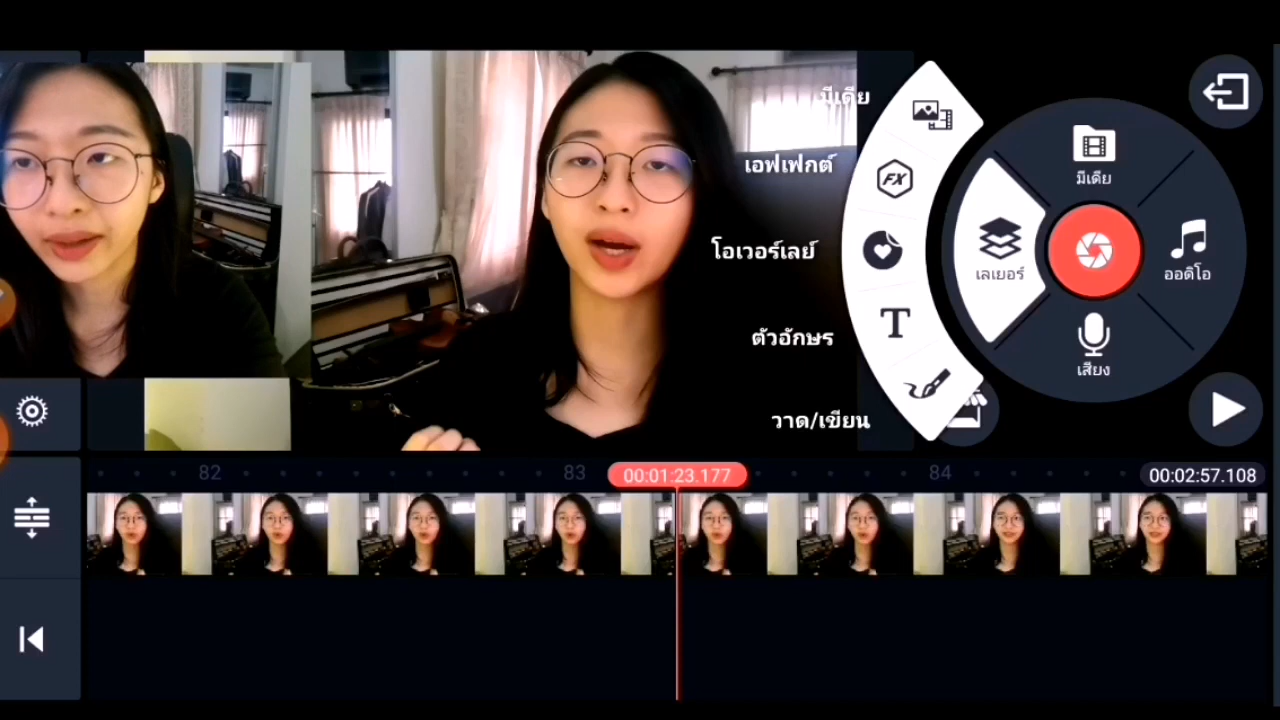 มีเดีย
เอฟเฟกต์
โอเวอร์เลย์
ตัวอักษร
วาด/เขียน
FX
T
มีเดีย
เลเยอร์
ออดิโอ
เสียง
82
83
00:01:23.177
84
00:02:57.108